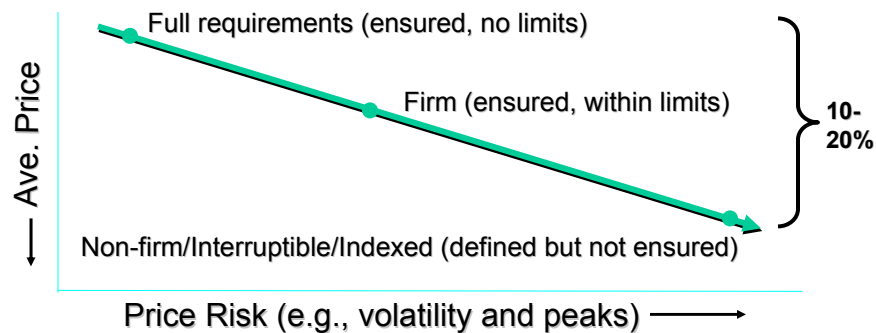 Full requirements (ensured, no limits)
Firm (ensured, within limits)
10-
20%
Ave. Price
Non-firm/Interruptible/Indexed (defined but not ensured)
Price Risk (e.g., volatility and peaks)